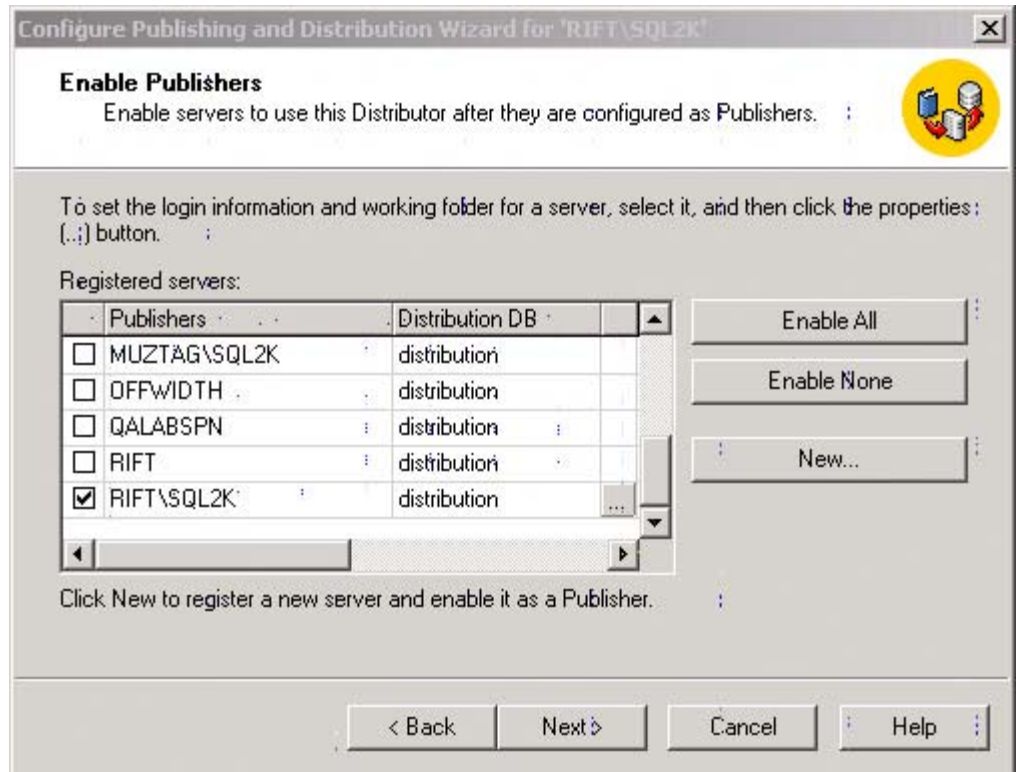 Configure Publishing and Distribution Wizard for 'RIFT\SQL2K'
Enable Publishers
Enable servers to use this Distributor after they are configured as Publishers.
To set the login information and working folder for a server, select it, and then click the properties
(...) button.
Registered servers:
Publishers Distribution DB
MUZTAG\SQL2K distribution
OFFWIDTH distribution
QALABSPN distribution
RIFT distribution
RIFT\SQL2K distribution ...
Enable All
Enable None
New...
Click New to register a new server and enable it as a Publisher.
< Back Next > Cancel Help